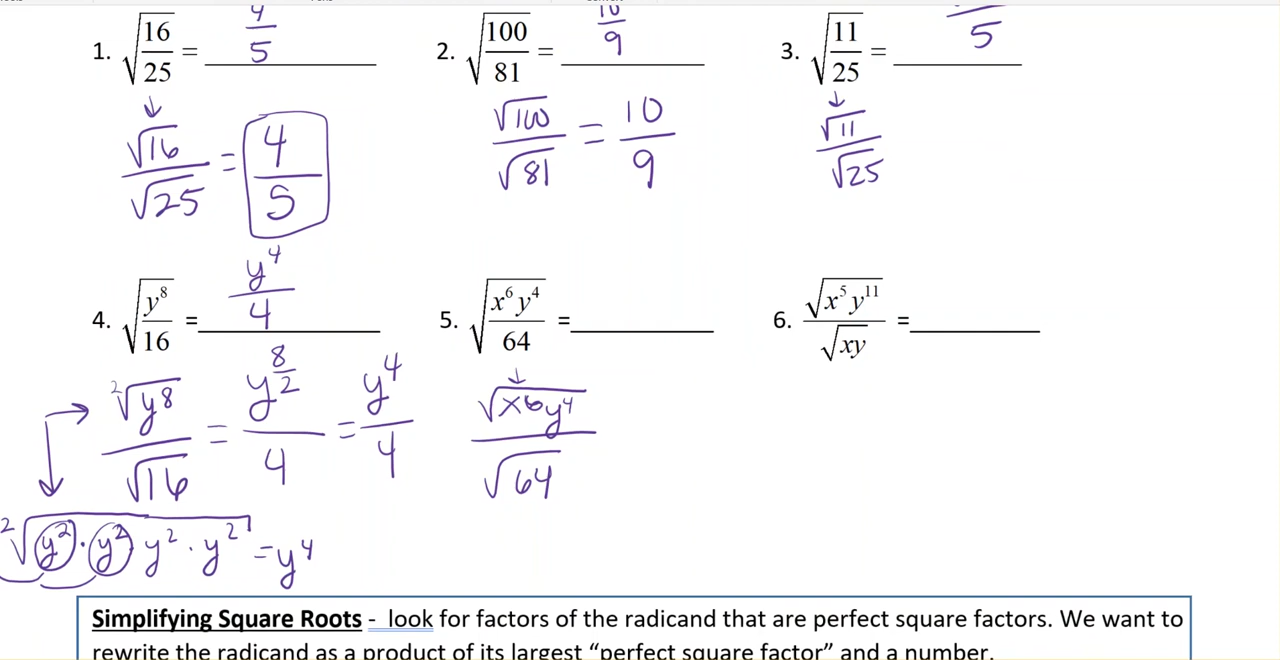 1. √(16/25) = 4/5
2. √(100/81) = 10/9
3. √(11/25) = /5
√16/√25 = 4/5
√100/√81 = 10/9
√11/√25
4. √(y⁸/16) = y⁴/4
5. √(x⁶y⁴/64) =
6. √(x⁵y¹¹)/√(xy) =
²√(y⁸)/√16 = y^(8/2)/4 = y⁴/4
√(x⁶y⁴)/√64
²√(y²·y² y²·y²) = y⁴
Simplifying Square Roots - look for factors of the radicand that are perfect square factors. We want to
rewrite the radicand as a product of its largest “perfect square factor” and a number.